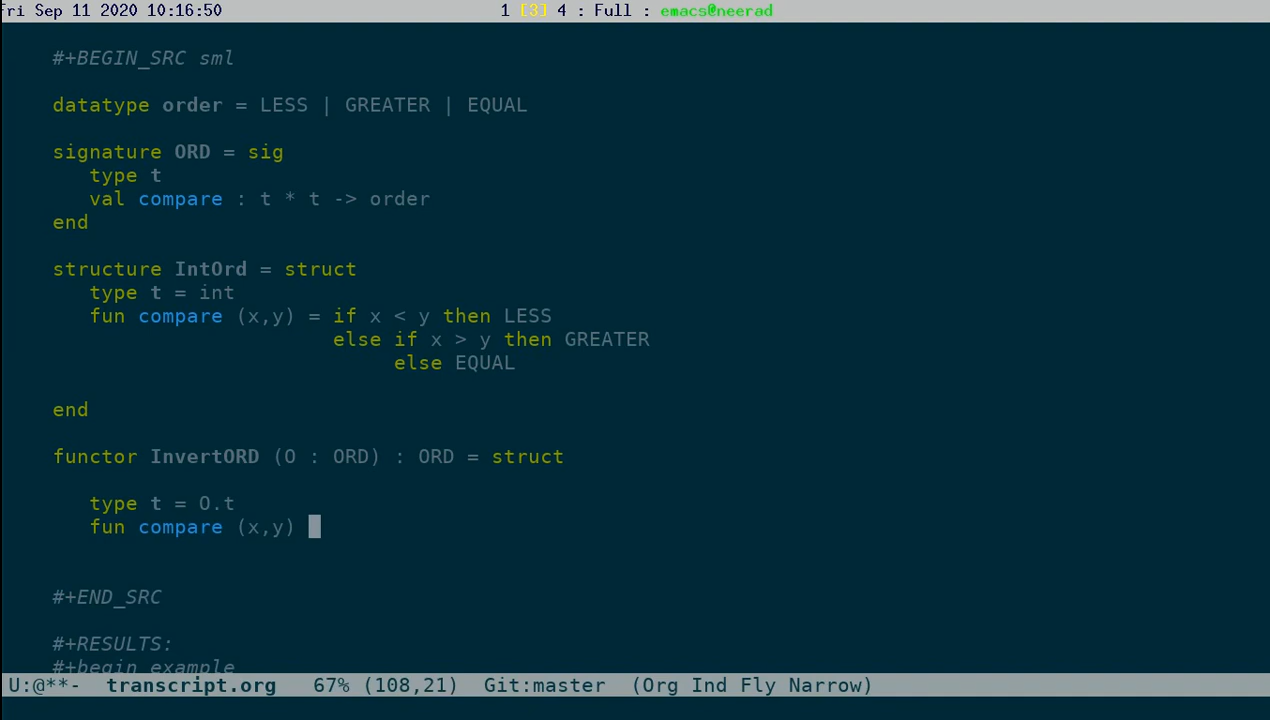 Fri Sep 11 2020 10:16:50 1 [3] 4 : Full : emacs@neerad
#+BEGIN_SRC sml
datatype order = LESS | GREATER | EQUAL
signature ORD = sig
type t
val compare : t * t -> order
end
structure IntOrd = struct
type t = int
fun compare (x,y) = if x < y then LESS
else if x > y then GREATER
else EQUAL
end
functor InvertORD (O : ORD) : ORD = struct
type t = O.t
fun compare (x,y)
#+END_SRC
#+RESULTS:
#+begin_example
U:@**- transcript.org 67% (108,21) Git:master (Org Ind Fly Narrow)